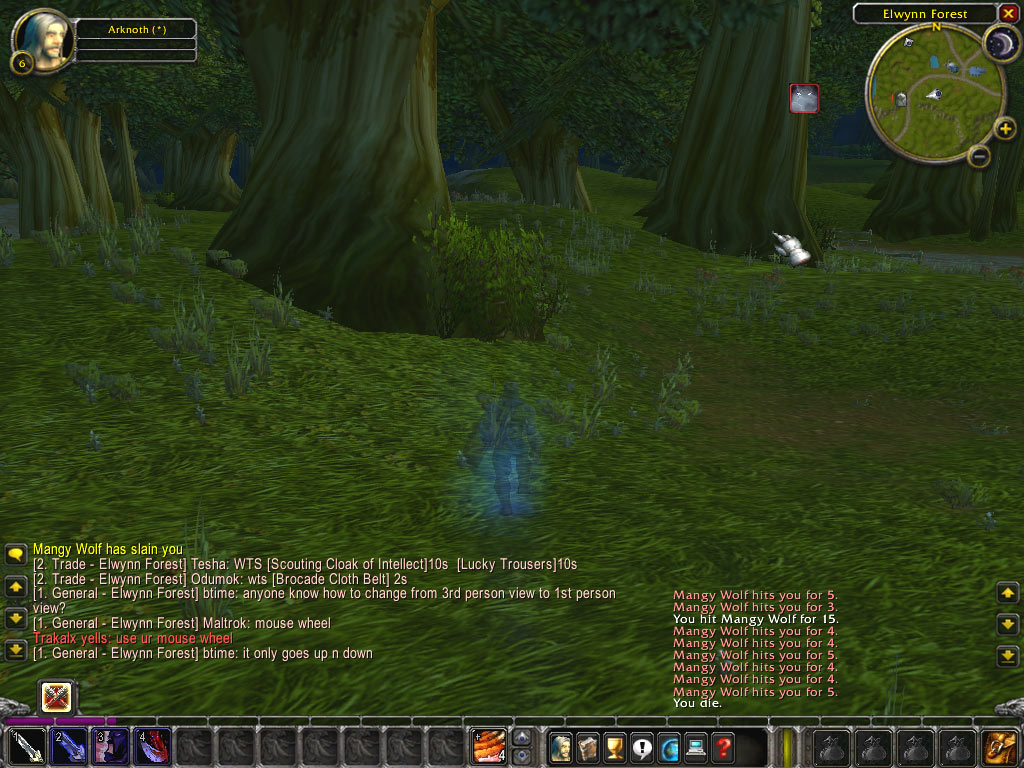 Arknoth (*)
6
Elwynn Forest
N
Mangy Wolf has slain you
[2. Trade - Elwynn Forest] Tesha: WTS [Scouting Cloak of Intellect]10s [Lucky Trousers]10s
[2. Trade - Elwynn Forest] Odumok: wts [Brocade Cloth Belt] 2s
[1. General - Elwynn Forest] btime: anyone know how to change from 3rd person view to 1st person
view?
[1. General - Elwynn Forest] Maltrok: mouse wheel
Trakalx yells: use ur mouse wheel
[1. General - Elwynn Forest] btime: it only goes up n down
Mangy Wolf hits you for 5.
Mangy Wolf hits you for 3.
You hit Mangy Wolf for 15.
Mangy Wolf hits you for 4.
Mangy Wolf hits you for 4.
Mangy Wolf hits you for 5.
Mangy Wolf hits you for 4.
Mangy Wolf hits you for 4.
Mangy Wolf hits you for 5.
You die.
1 2 3 4 + 4